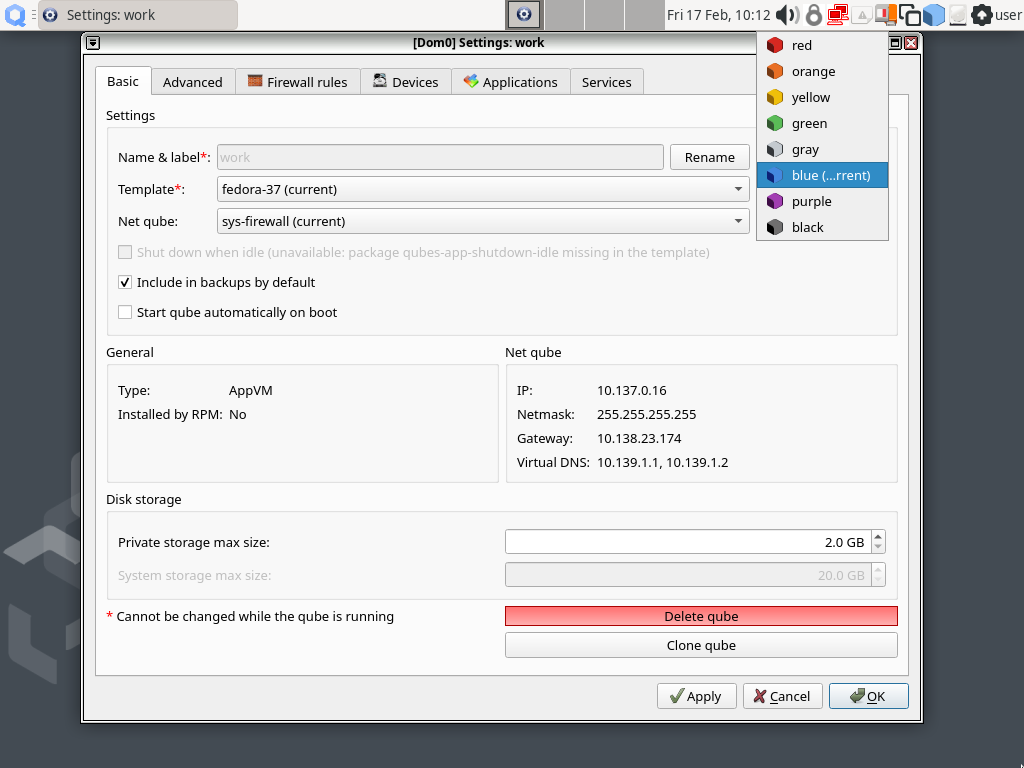 Settings: work
Fri 17 Feb, 10:12
user
[Dom0] Settings: work
red
orange
yellow
green
gray
blue (...rrent)
purple
black
Basic
Advanced
Firewall rules
Devices
Applications
Services
Settings
Name & label*:
work
Rename
Template*:
fedora-37 (current)
Net qube:
sys-firewall (current)
Shut down when idle (unavailable: package qubes-app-shutdown-idle missing in the template)
Include in backups by default
Start qube automatically on boot
General
Type: AppVM
Installed by RPM: No
Net qube
IP: 10.137.0.16
Netmask: 255.255.255.255
Gateway: 10.138.23.174
Virtual DNS: 10.139.1.1, 10.139.1.2
Disk storage
Private storage max size:
2.0 GB
System storage max size:
20.0 GB
* Cannot be changed while the qube is running
Delete qube
Clone qube
Apply
Cancel
OK